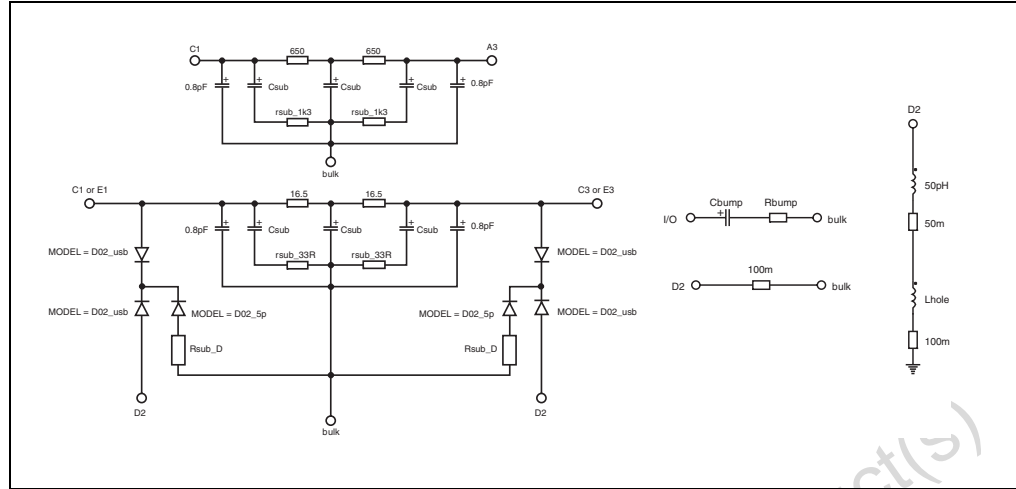 C1
650
650
A3
0.8pF
Csub
Csub
Csub
0.8pF
rsub_1k3
rsub_1k3
bulk
C1 or E1
16.5
16.5
C3 or E3
0.8pF
Csub
Csub
Csub
0.8pF
MODEL = D02_usb
rsub_33R
rsub_33R
MODEL = D02_usb
MODEL = D02_usb
MODEL = D02_5p
MODEL = D02_5p
MODEL = D02_usb
Rsub_D
Rsub_D
D2
bulk
D2
Cbump
Rbump
I/O
bulk
100m
D2
bulk
D2
50pH
50m
Lhole
100m
ct(s)